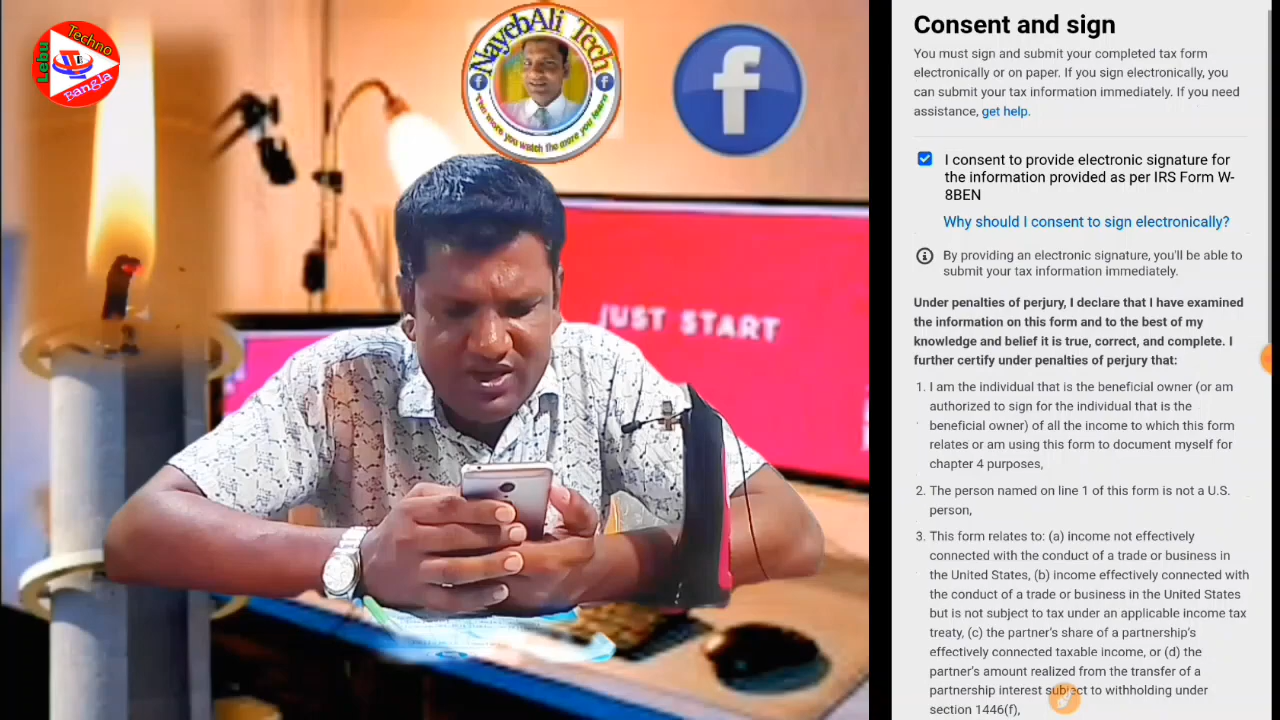 Lebu
Techno
Bangla
NayebAli Tech
The more you watch the more you learn
JUST START
Consent and sign
You must sign and submit your completed tax form
electronically or on paper. If you sign electronically, you
can submit your tax information immediately. If you need
assistance, get help.
I consent to provide electronic signature for
the information provided as per IRS Form W-
8BEN
Why should I consent to sign electronically?
By providing an electronic signature, you'll be able to
submit your tax information immediately.
Under penalties of perjury, I declare that I have examined
the information on this form and to the best of my
knowledge and belief it is true, correct, and complete. I
further certify under penalties of perjury that:
1. I am the individual that is the beneficial owner (or am
authorized to sign for the individual that is the
beneficial owner) of all the income to which this form
relates or am using this form to document myself for
chapter 4 purposes,
2. The person named on line 1 of this form is not a U.S.
person,
3. This form relates to: (a) income not effectively
connected with the conduct of a trade or business in
the United States, (b) income effectively connected with
the conduct of a trade or business in the United States
but is not subject to tax under an applicable income tax
treaty, (c) the partner's share of a partnership's
effectively connected taxable income, or (d) the
partner's amount realized from the transfer of a
partnership interest subject to withholding under
section 1446(f),